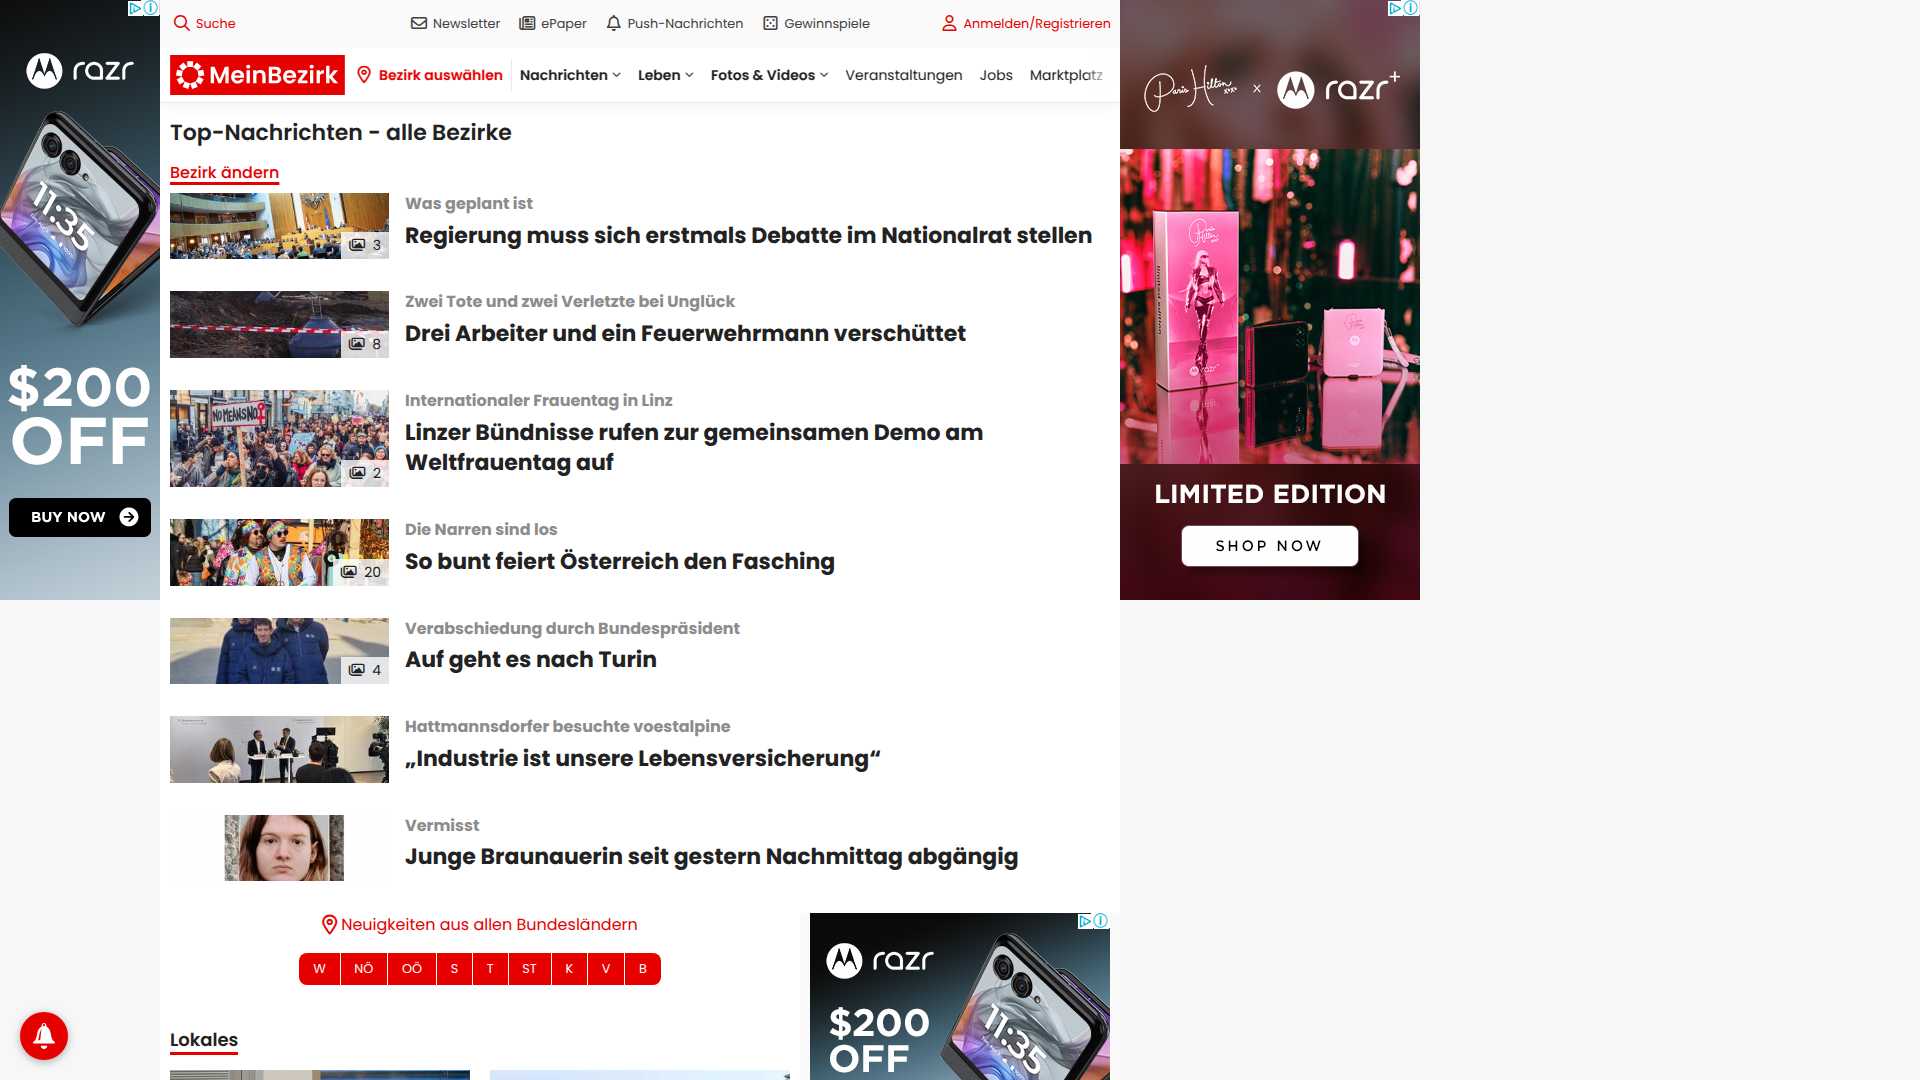 Suche
Newsletter
ePaper
Push-Nachrichten
Gewinnspiele
Anmelden/Registrieren
MeinBezirk
Bezirk auswählen
Nachrichten
Leben
Fotos & Videos
Veranstaltungen
Jobs
Marktplatz
razr
11:35
$200
OFF
BUY NOW
Top-Nachrichten - alle Bezirke
Bezirk ändern
3
Was geplant ist
Regierung muss sich erstmals Debatte im Nationalrat stellen
8
Zwei Tote und zwei Verletzte bei Unglück
Drei Arbeiter und ein Feuerwehrmann verschüttet
NO MEANS NO
2
Internationaler Frauentag in Linz
Linzer Bündnisse rufen zur gemeinsamen Demo am
Weltfrauentag auf
20
Die Narren sind los
So bunt feiert Österreich den Fasching
4
Verabschiedung durch Bundespräsident
Auf geht es nach Turin
Hattmannsdorfer besuchte voestalpine
„Industrie ist unsere Lebensversicherung“
Vermisst
Junge Braunauerin seit gestern Nachmittag abgängig
Neuigkeiten aus allen Bundesländern
W
NÖ
OÖ
S
T
ST
K
V
B
Lokales
razr
$200
OFF
11:35
Paris Hilton
x
razr+
LIMITED EDITION
SHOP NOW